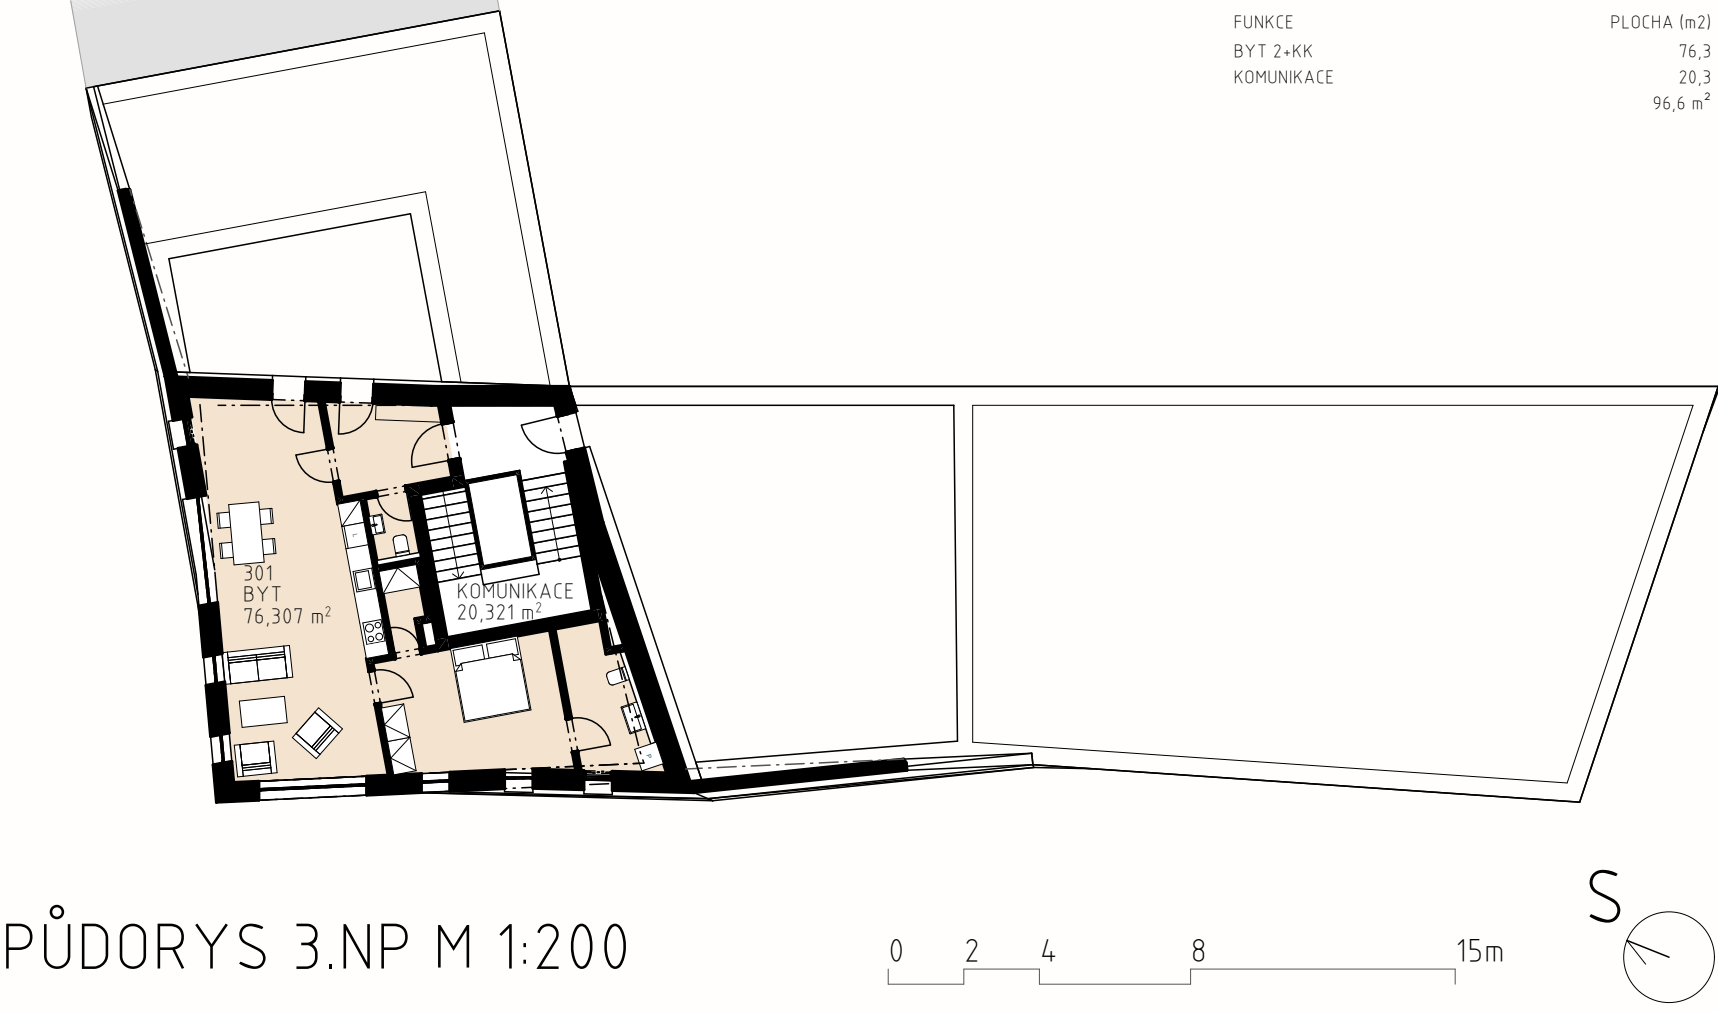 FUNKCE PLOCHA (m2)
BYT 2+KK 76,3
KOMUNIKACE 20,3
96,6 m²
301
BYT
76,307 m²
KOMUNIKACE
20,321 m²
S
PŮDORYS 3.NP M 1:200
0 2 4 8 15m